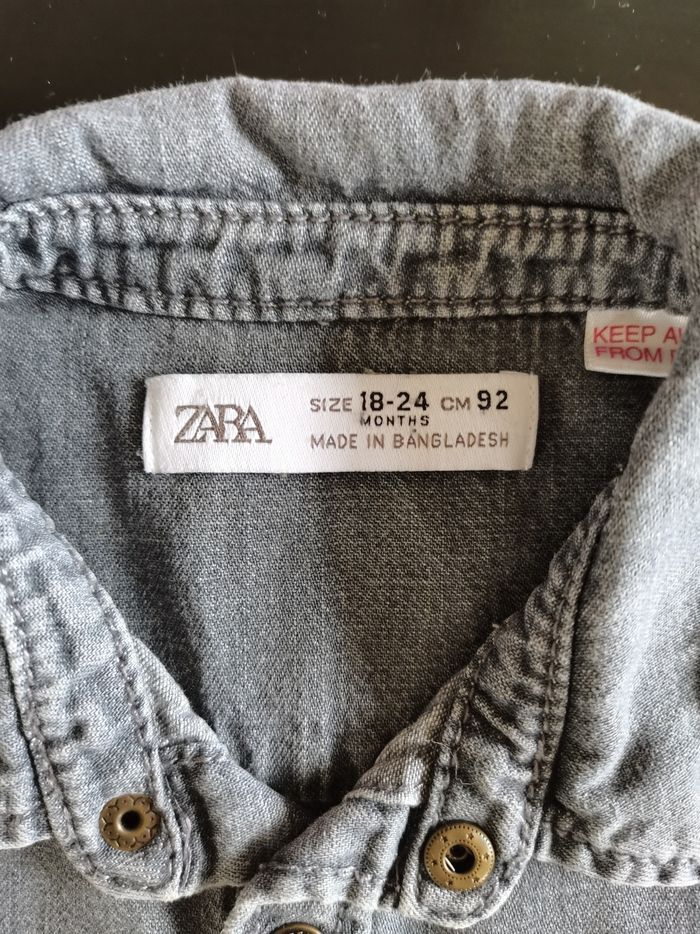 KEEP
FROM
ZARA
SIZE 18-24 CM 92
MONTHS
MADE IN BANGLADESH